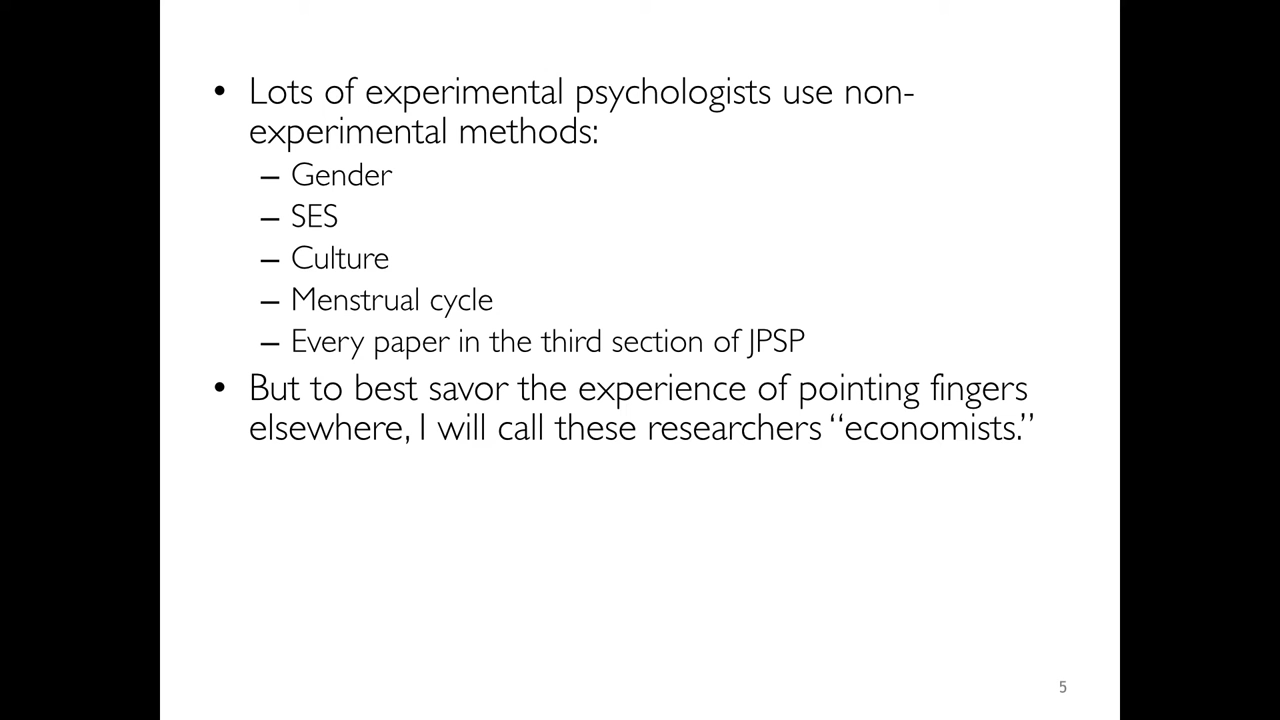 • Lots of experimental psychologists use non-
experimental methods:
– Gender
– SES
– Culture
– Menstrual cycle
– Every paper in the third section of JPSP
• But to best savor the experience of pointing fingers
elsewhere, I will call these researchers “economists.”
5